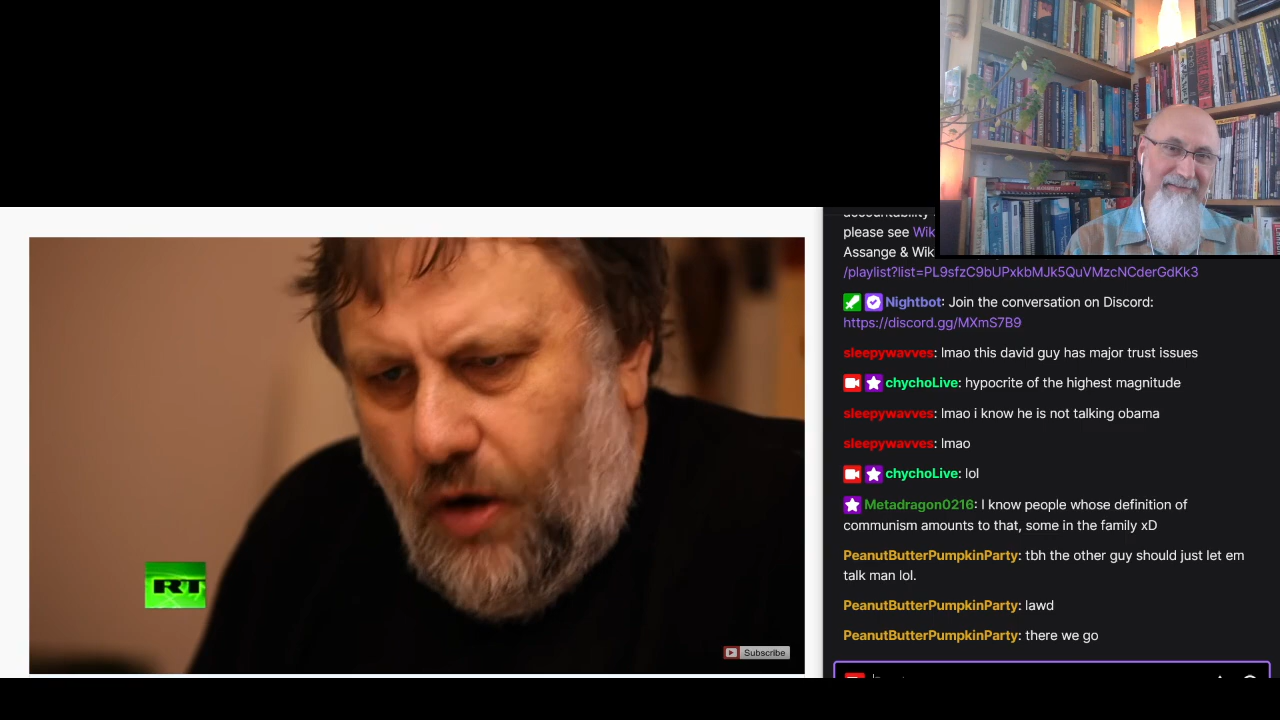 accountability
please see Wik
Assange & Wik
/playlist?list=PL9sfzC9bUPxkbMJk5QuVMzcNCderGdKk3
Nightbot: Join the conversation on Discord:
https://discord.gg/MXmS7B9
sleepywavves: lmao this david guy has major trust issues
chychoLive: hypocrite of the highest magnitude
sleepywavves: lmao i know he is not talking obama
sleepywavves: lmao
chychoLive: lol
Metadragon0216: I know people whose definition of
communism amounts to that, some in the family xD
PeanutButterPumpkinParty: tbh the other guy should just let em
talk man lol.
PeanutButterPumpkinParty: lawd
PeanutButterPumpkinParty: there we go
RT
Subscribe